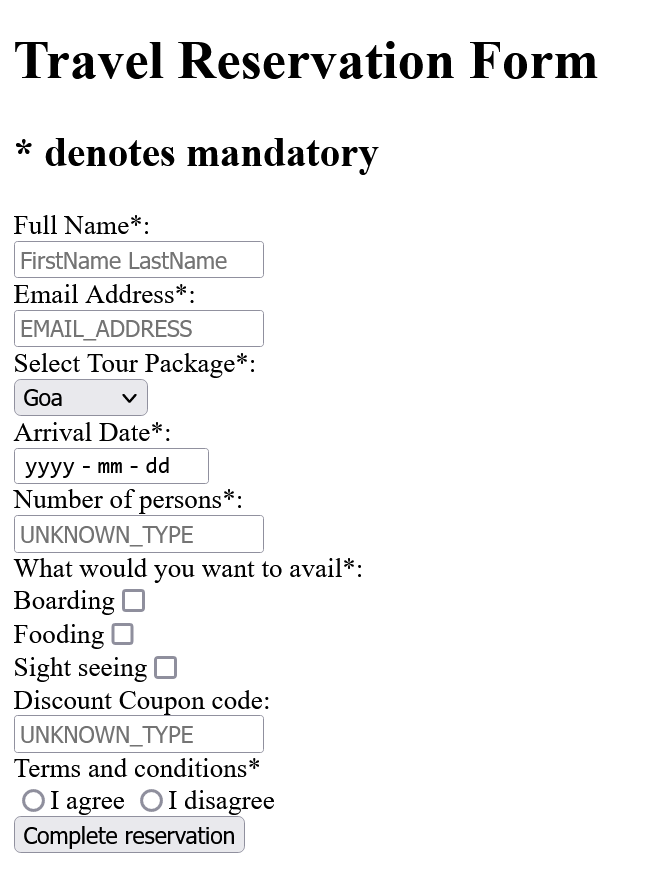 Travel Reservation Form
* denotes mandatory
Full Name*:
FirstName LastName
Email Address*:
EMAIL_ADDRESS
Select Tour Package*:
Goa
Arrival Date*:
yyyy - mm - dd
Number of persons*:
UNKNOWN_TYPE
What would you want to avail*:
Boarding
Fooding
Sight seeing
Discount Coupon code:
UNKNOWN_TYPE
Terms and conditions*
I agree I disagree
Complete reservation